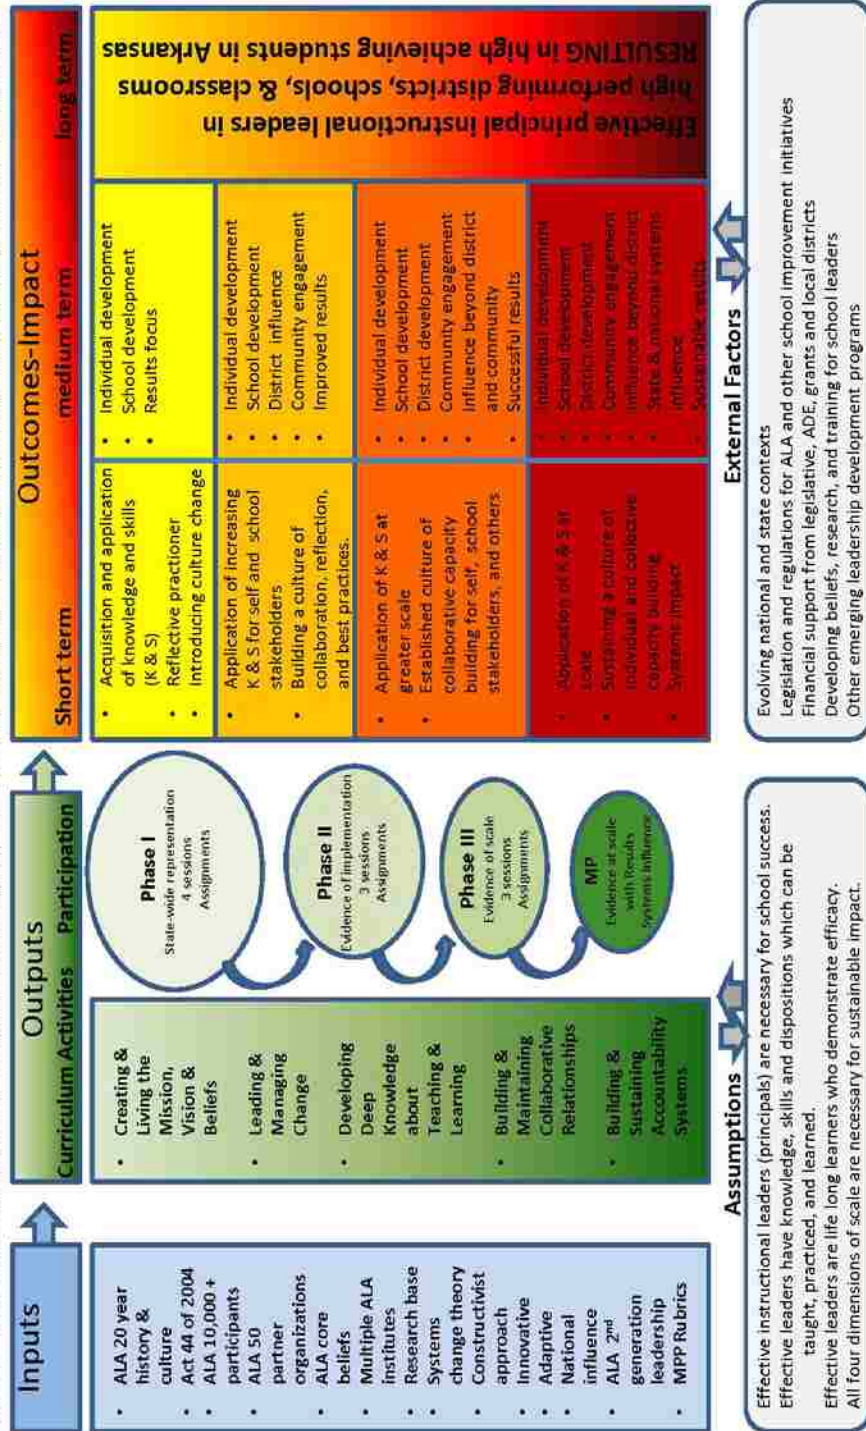 Inputs
• ALA 20 year
history &
culture
• Act 44 of 2004
• ALA 10,000 +
participants
• ALA 50
partner
organizations
• ALA core
beliefs
• Multiple ALA
institutes
• Research base
• Systems
change theory
• Constructivist
approach
• Innovative
• Adaptive
• National
influence
• ALA 2nd
generation
leadership
• MPP Rubrics
Outputs
Curriculum Activities Participation
• Creating &
Living the
Mission,
Vision &
Beliefs
• Leading &
Managing
Change
• Developing
Deep
Knowledge
about
Teaching &
Learning
• Building &
Maintaining
Collaborative
Relationships
• Building &
Sustaining
Accountability
Systems
Phase I
State-wide representation
4 sessions
Assignments
Phase II
Evidence of implementation
3 sessions
Assignments
Phase III
Evidence of scale
3 sessions
Assignments
MP
Evidence at scale
with Results
Systems Influence
Outcomes-Impact
Short term medium term long term
• Acquisition and application
of knowledge and skills
(K & S)
• Reflective practioner
• Introducing culture change
• Individual development
• School development
• Results focus
• Application of increasing
K & S for self and school
stakeholders
• Building a culture of
collaboration, reflection,
and best practices.
• Individual development
• School development
• District influence
• Community engagement
• Improved results
• Application of K & S at
greater scale
• Established culture of
collaborative capacity
building for self, school
stakeholders, and others
• Individual development
• School development
• District development
• Community engagement
• Influence beyond district
and community
• Successful results
• Application of K & S at
scale
• Sustaining a culture of
individual and collective
capacity building
• Systems impact
• Individual development
• School development
• District development
• Community engagement
• Influence beyond district
• State & national systems
influence
• Sustainable results
Effective principal instructional leaders in
high performing districts, schools, & classrooms
RESULTING in high achieving students in Arkansas
Assumptions
Effective instructional leaders (principals) are necessary for school success.
Effective leaders have knowledge, skills and dispositions which can be
taught, practiced, and learned.
Effective leaders are life long learners who demonstrate efficacy.
All four dimensions of scale are necessary for sustainable impact.
External Factors
Evolving national and state contexts
Legislation and regulations for ALA and other school improvement initiatives
Financial support from legislative, ADE, grants and local districts
Developing beliefs, research, and training for school leaders
Other emerging leadership development programs